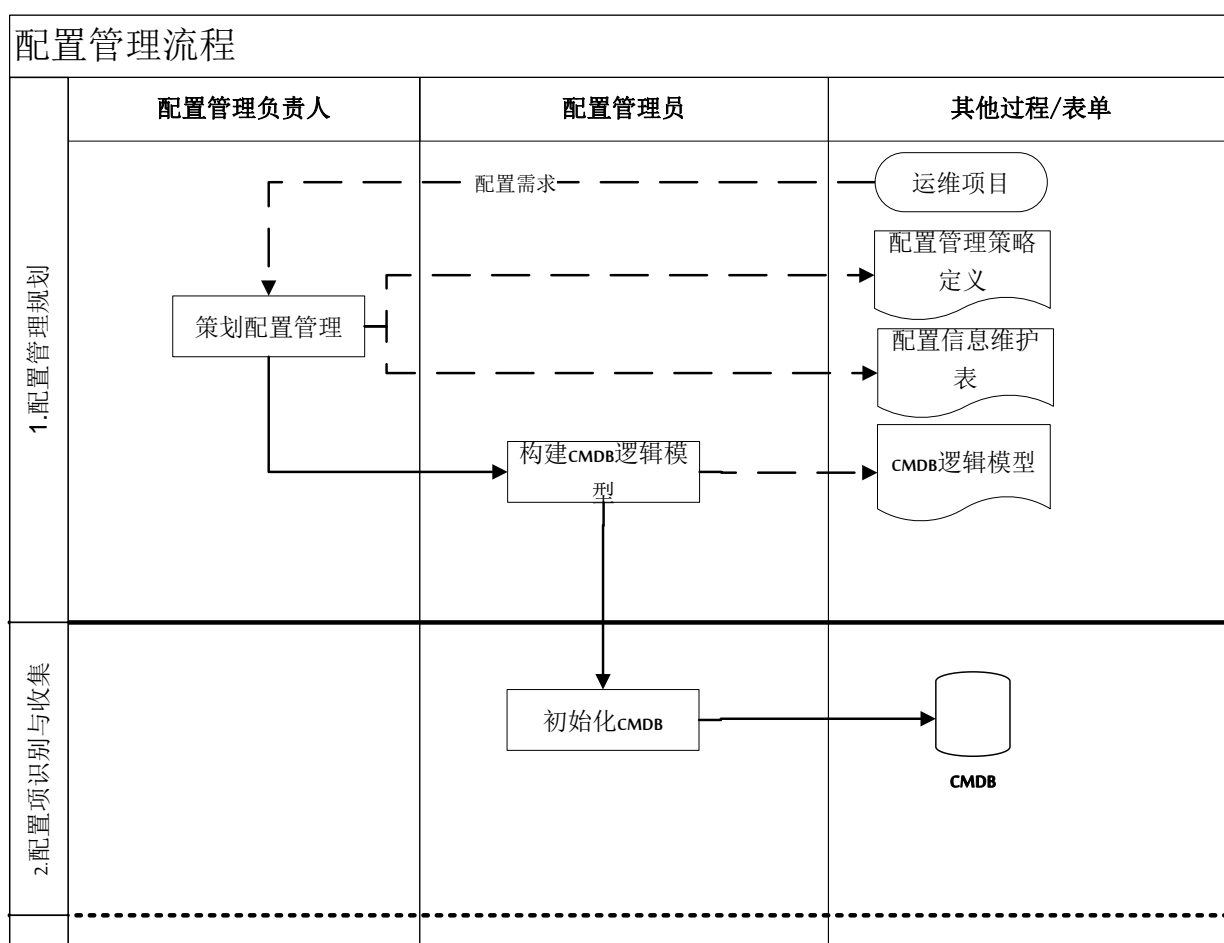 配置管理流程
配置管理负责人
配置管理员
其他过程/表单
1.配置管理规划
配置需求
运维项目
配置管理策略
定义
策划配置管理
配置信息维护
表
构建CMDB逻辑模
型
CMDB逻辑模型
2.配置项识别与收集
初始化CMDB
CMDB